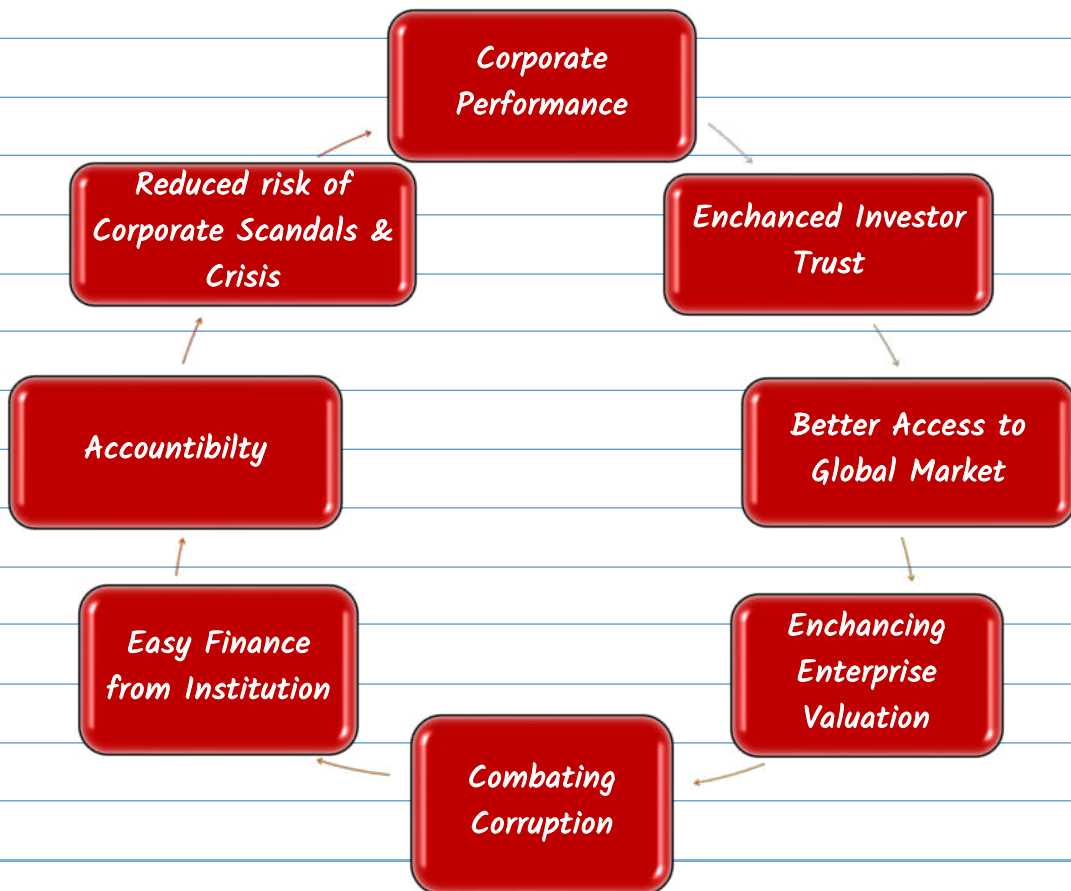 Corporate
Performance
Enchanced Investor
Trust
Better Access to
Global Market
Enchancing
Enterprise
Valuation
Combating
Corruption
Easy Finance
from Institution
Accountibilty
Reduced risk of
Corporate Scandals &
Crisis